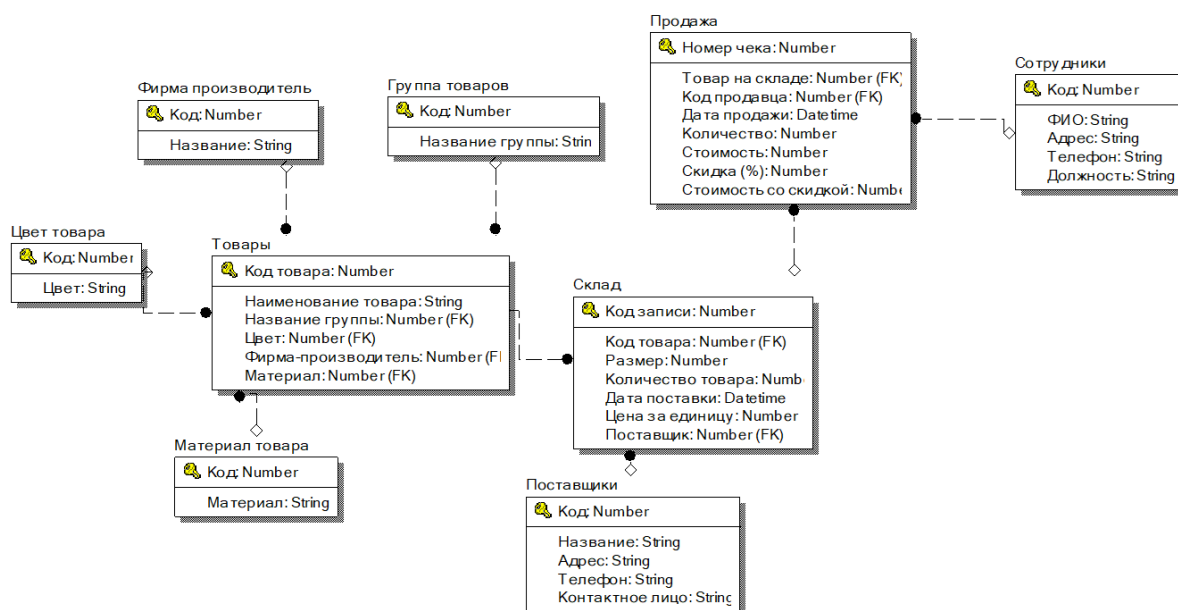 Продажа
Номер чека: Number
Товар на складе: Number (FK)
Код продавца: Number (FK)
Дата продажи: Datetime
Количество: Number
Стоимость: Number
Скидка (%): Number
Стоимость со скидкой: Numbe
Сотрудники
Код: Number
ФИО: String
Адрес: String
Телефон: String
Должность: String
Фирма производитель
Код: Number
Название: String
Группа товаров
Код: Number
Название группы: Strin
Цвет товара
Код: Number
Цвет: String
Товары
Код товара: Number
Наименование товара: String
Название группы: Number (FK)
Цвет: Number (FK)
Фирма-производитель: Number (F
Материал: Number (FK)
Склад
Код записи: Number
Код товара: Number (FK)
Размер: Number
Количество товара: Numb
Дата поставки: Datetime
Цена за единицу: Number
Поставщик: Number (FK)
Материал товара
Код: Number
Материал: String
Поставщики
Код: Number
Название: String
Адрес: String
Телефон: String
Контактное лицо: String